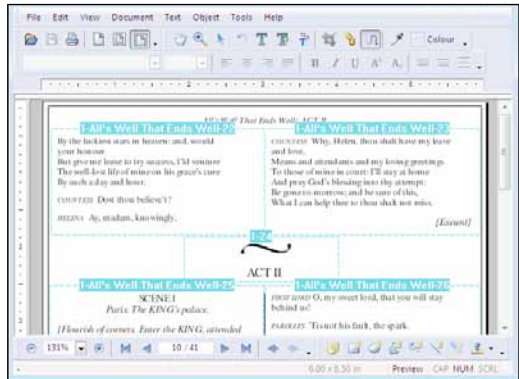 File Edit View Document Text Object Tools Help
Colour
B I U A A
All's Well That Ends Well: ACT II
1-All's Well That Ends Well-22
By the luckiest stars in heaven: and, would
your honour
But give me leave to try success, I'ld venture
The well-lost life of mine on his grace's cure
By such a day and hour.
COUNTESS Dost thou believe't?
HELENA Ay, madam, knowingly.
1-All's Well That Ends Well-23
COUNTESS Why, Helen, thou shalt have my leave
and love,
Means and attendants and my loving greetings
To those of mine in court: I'll stay at home
And pray God's blessing into thy attempt:
Be gone to-morrow; and be sure of this,
What I can help thee to thou shalt not miss.
[Exeunt]
1-24
ACT II
1-All's Well That Ends Well-25
SCENE I
Paris. The KING's palace.
[Flourish of cornets. Enter the KING, attended
1-All's Well That Ends Well-26
FIRST LORD O, my sweet lord, that you will stay
behind us!
PAROLLES 'Tis not his fault, the spark.
131% 10 / 41
6.00 x 6.50 in Preview CAP NUM SCRL